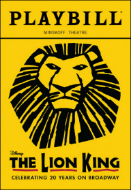 PLAYBILL®
MINSKOFF THEATRE
Disney
THE LION KING
CELEBRATING 20 YEARS ON BROADWAY